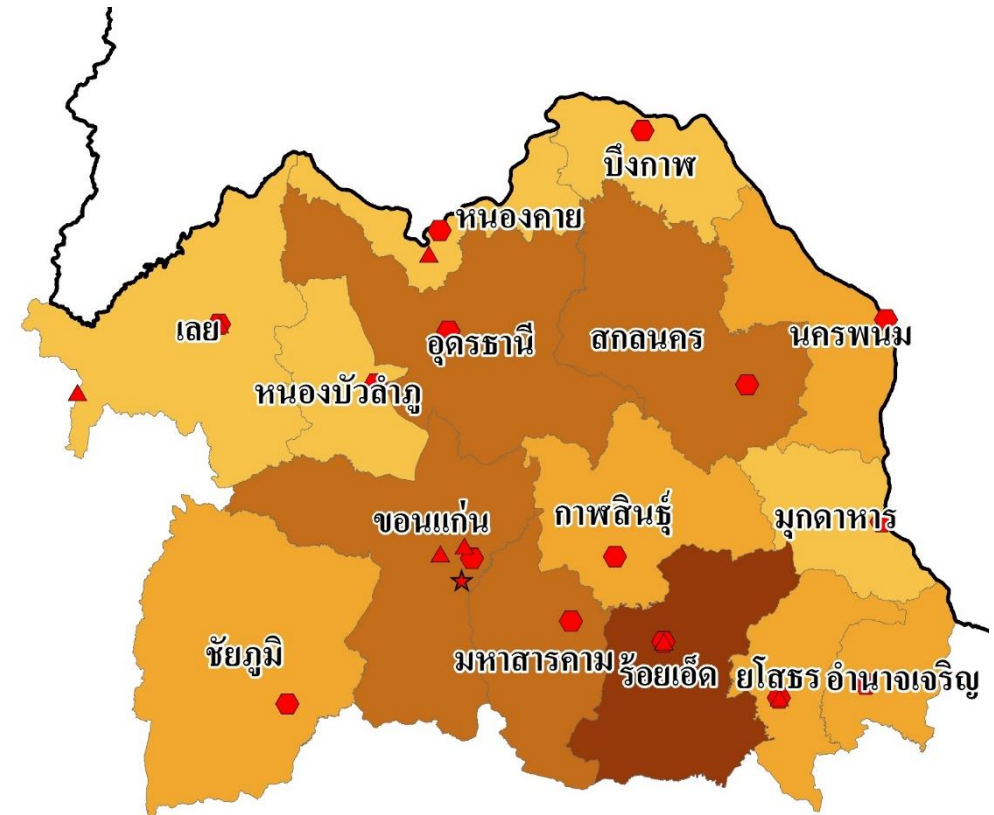 บึงกาฬ
หนองคาย
เลย
อุดรธานี
สกลนคร
นครพนม
หนองบัวลำภู
ขอนแก่น
กาฬสินธุ์
มุกดาหาร
ชัยภูมิ
มหาสารคาม
ร้อยเอ็ด
ยโสธร
อำนาจเจริญ